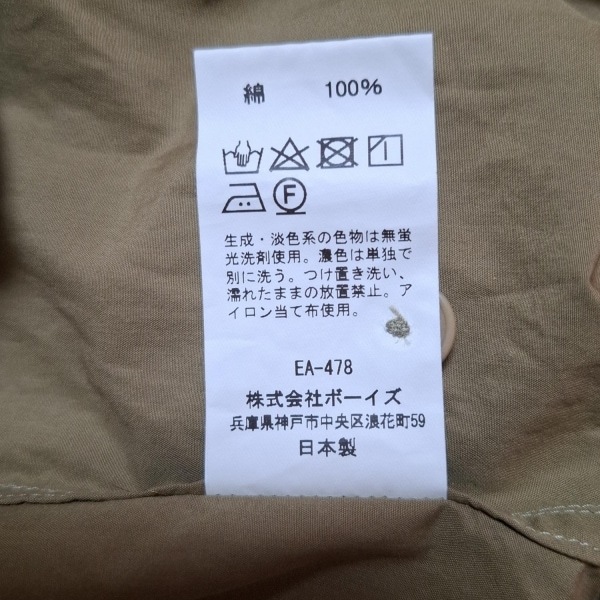 綿 100%
F
生成・淡色系の色物は無蛍
光洗剤使用。濃色は単独で
別に洗う。つけ置き洗い、
濡れたままの放置禁止。ア
イロン当て布使用。
EA-478
株式会社ボーイズ
兵庫県神戸市中央区浪花町59
日本製